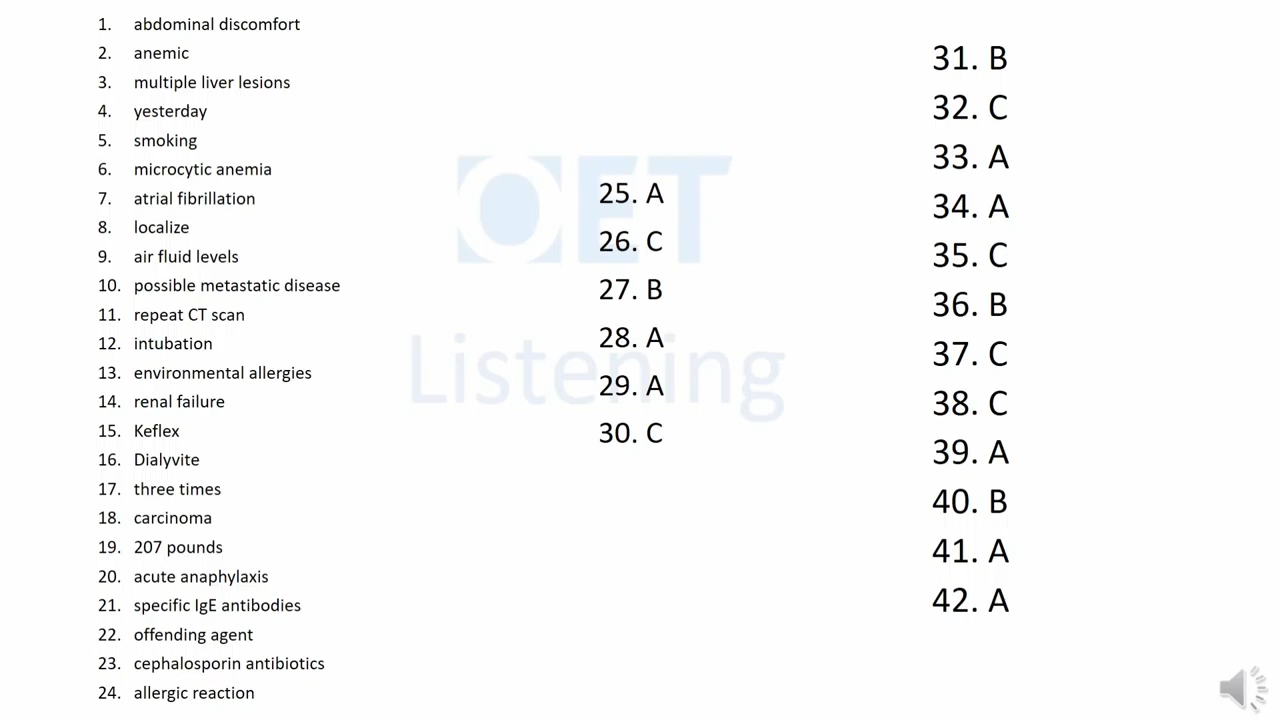 1. abdominal discomfort
2. anemic
3. multiple liver lesions
4. yesterday
5. smoking
6. microcytic anemia
7. atrial fibrillation
8. localize
9. air fluid levels
10. possible metastatic disease
11. repeat CT scan
12. intubation
13. environmental allergies
14. renal failure
15. Keflex
16. Dialyvite
17. three times
18. carcinoma
19. 207 pounds
20. acute anaphylaxis
21. specific IgE antibodies
22. offending agent
23. cephalosporin antibiotics
24. allergic reaction
OET
Listening
25. A
26. C
27. B
28. A
29. A
30. C
31. B
32. C
33. A
34. A
35. C
36. B
37. C
38. C
39. A
40. B
41. A
42. A